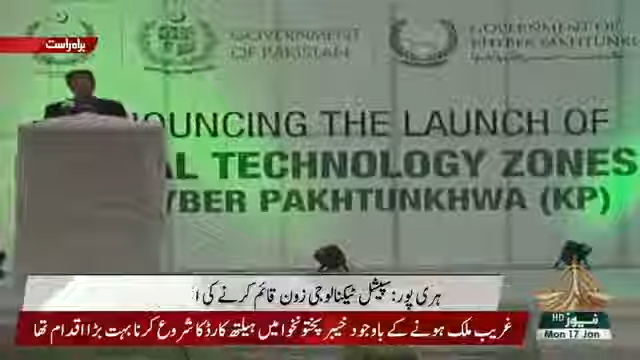 براہ راست
GOVERNMENT
OF PAKISTAN
GOVERNMENT OF
KHYBER PAKHTUNKH
NOUNCING THE LAUNCH OF
AL TECHNOLOGY ZONES
YBER PAKHTUNKHWA (KP)
ہری پور: سپیشل ٹیکنالوجی زون قائم کرنے کی ا
غریب ملک ہونے کے باوجود خیبر پختونخوا میں ہیلتھ کارڈ کا شروع کرنا بہت بڑا اقدام تھا
HD نیوز
Mon 17 Jan